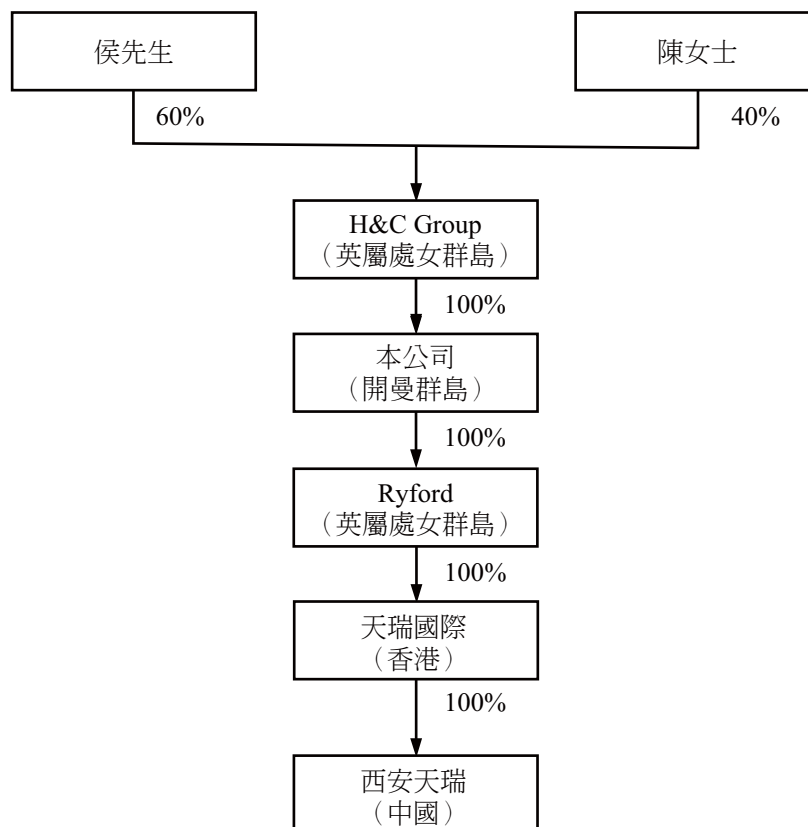 侯先生
陳女士
60%
40%
H&C Group
（英屬處女群島）
100%
本公司
（開曼群島）
100%
Ryford
（英屬處女群島）
100%
天瑞國際
（香港）
100%
西安天瑞
（中國）